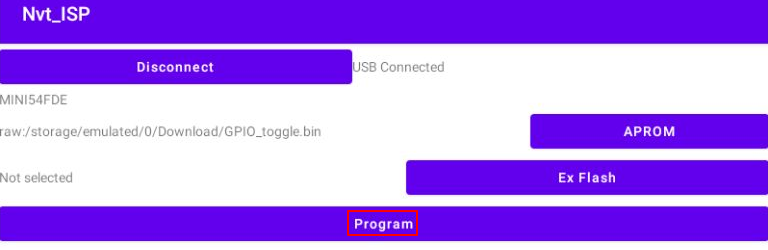 Nvt_ISP
Disconnect USB Connected
MINI54FDE
raw:/storage/emulated/0/Download/GPIO_toggle.bin APROM
Not selected Ex Flash
Program